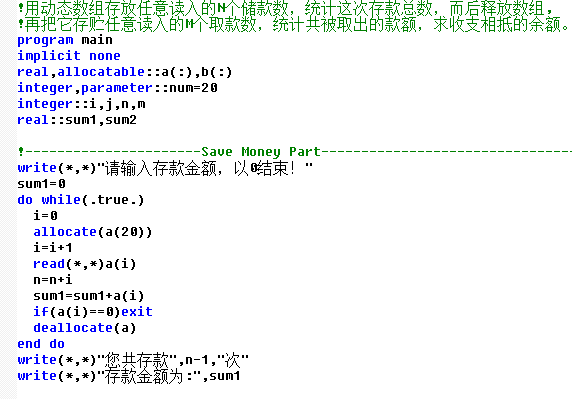 !用动态数组存放任意读入的N个储款数，统计这次存款总数，而后释放数组，
!再把它存贮任意读入的M个取款数，统计共被取出的款额，求收支相抵的余额。
program main
implicit none
real,allocatable::a(:),b(:)
integer,parameter::num=20
integer::i,j,n,m
real::sum1,sum2
!----------------------Save Money Part--------------------------------
write(*,*)"请输入存款金额，以0结束！"
sum1=0
do while(.true.)
i=0
allocate(a(20))
i=i+1
read(*,*)a(i)
n=n+i
sum1=sum1+a(i)
if(a(i)==0)exit
deallocate(a)
end do
write(*,*)"您共存款",n-1,"次"
write(*,*)"存款金额为:",sum1